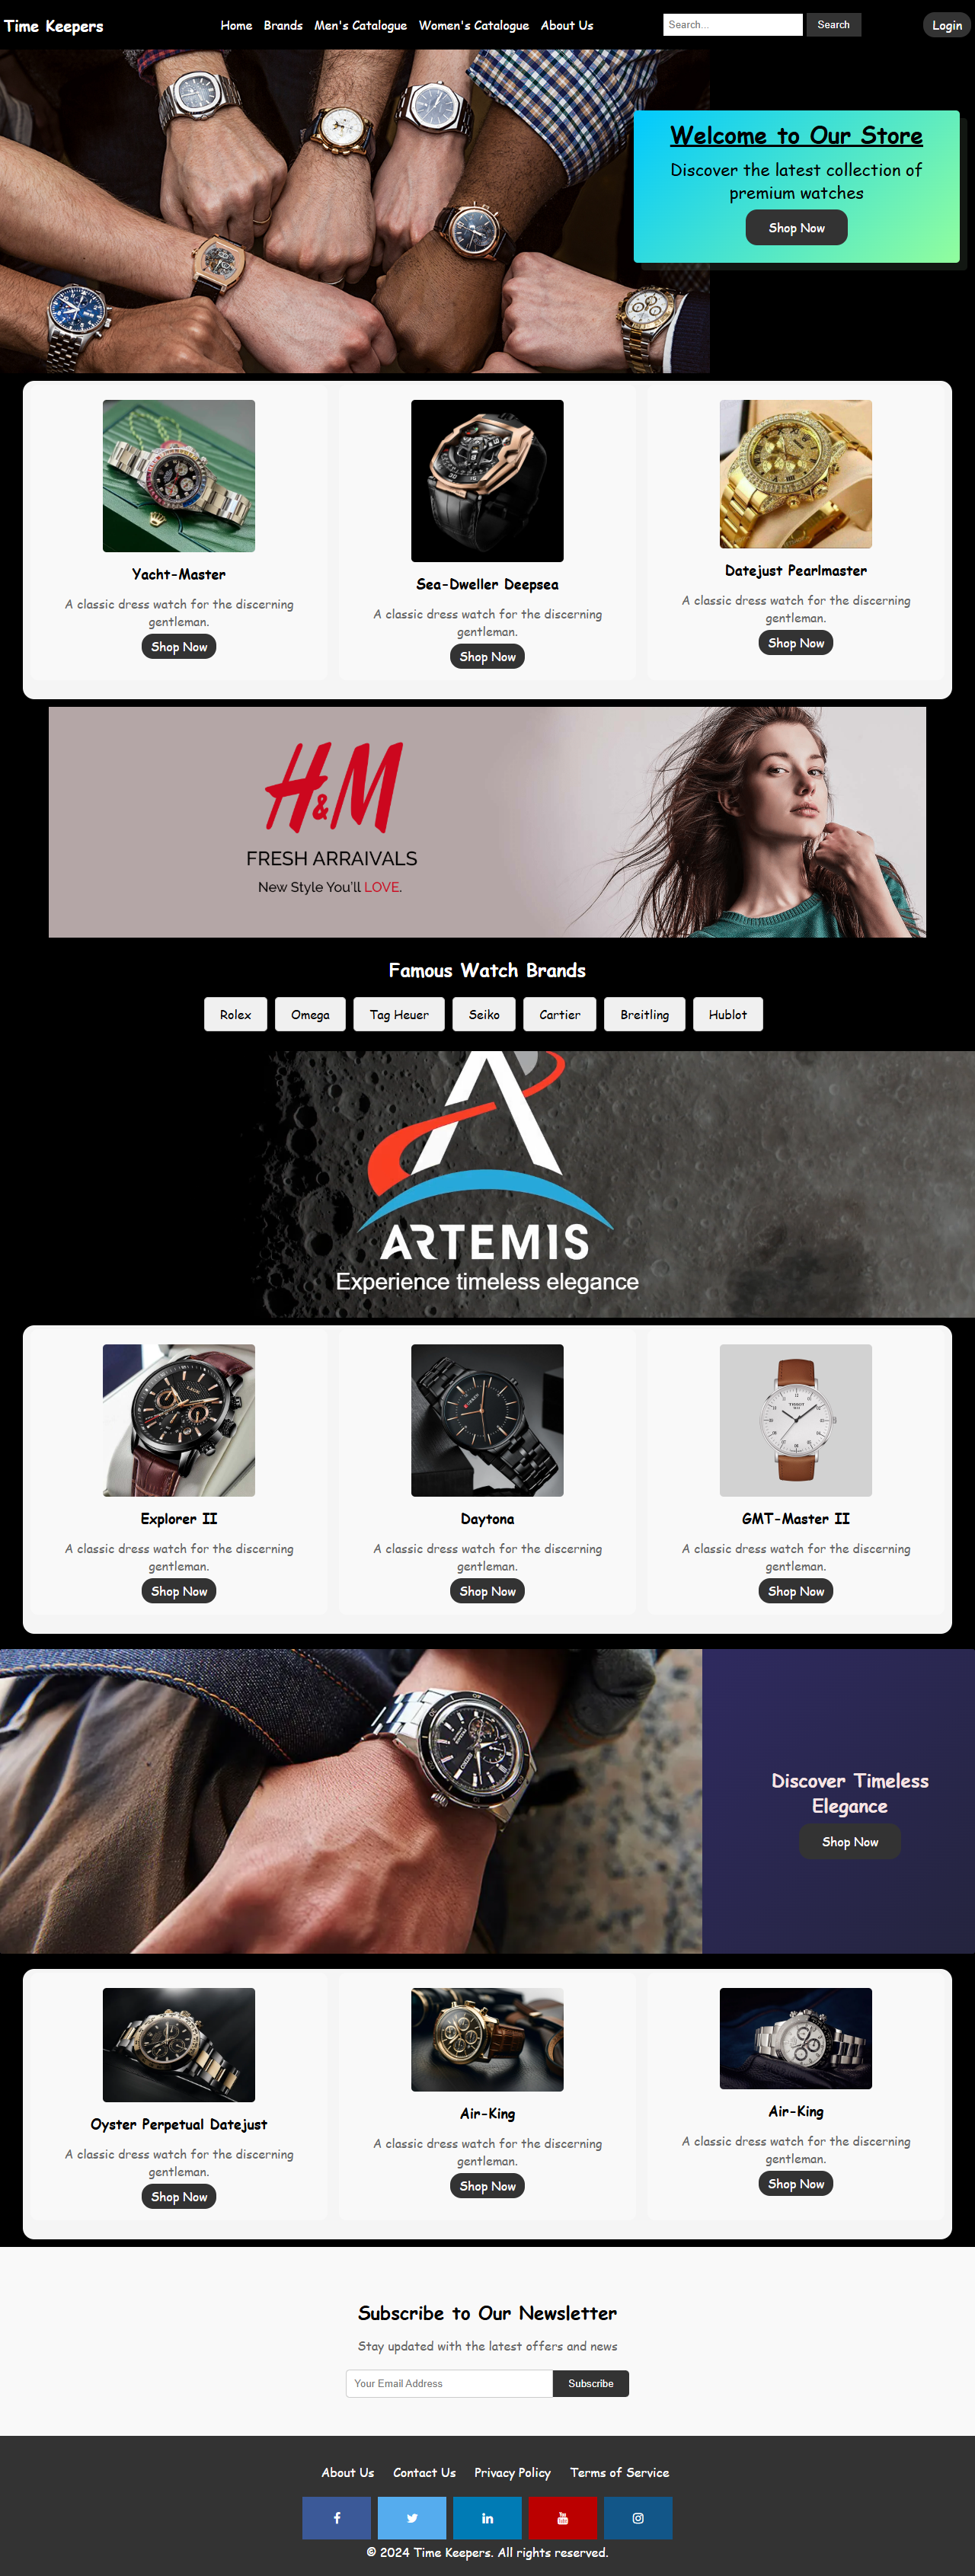 Time Keepers
Home Brands Men's Catalogue Women's Catalogue About Us
Search... Search
Login
Welcome to Our Store
Discover the latest collection of
premium watches
Shop Now
Yacht-Master
A classic dress watch for the discerning
gentleman.
Shop Now
Sea-Dweller Deepsea
A classic dress watch for the discerning
gentleman.
Shop Now
Datejust Pearlmaster
A classic dress watch for the discerning
gentleman.
Shop Now
H&M
FRESH ARRAIVALS
New Style You'll LOVE.
Famous Watch Brands
Rolex Omega Tag Heuer Seiko Cartier Breitling Hublot
ARTEMIS
Experience timeless elegance
Explorer II
A classic dress watch for the discerning
gentleman.
Shop Now
Daytona
A classic dress watch for the discerning
gentleman.
Shop Now
TISSOT
GMT-Master II
A classic dress watch for the discerning
gentleman.
Shop Now
Discover Timeless
Elegance
Shop Now
Oyster Perpetual Datejust
A classic dress watch for the discerning
gentleman.
Shop Now
Air-King
A classic dress watch for the discerning
gentleman.
Shop Now
Air-King
A classic dress watch for the discerning
gentleman.
Shop Now
Subscribe to Our Newsletter
Stay updated with the latest offers and news
Your Email Address Subscribe
About Us Contact Us Privacy Policy Terms of Service
© 2024 Time Keepers. All rights reserved.